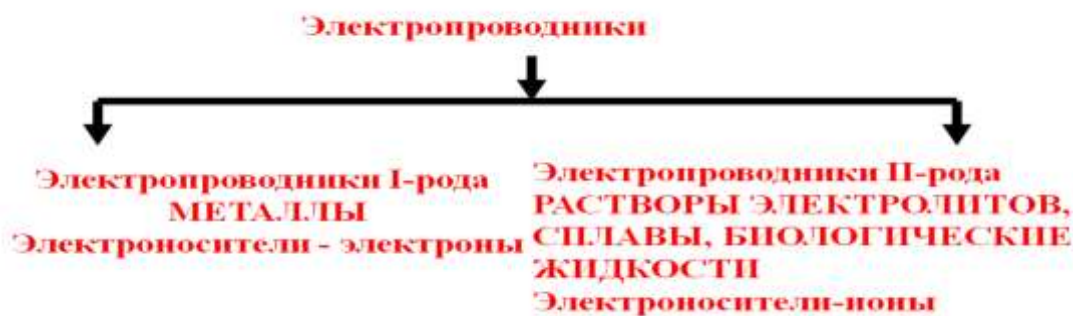 Электропроводники
Электропроводники I-рода
МЕТАЛЛЫ
Электроносители - электроны
Электропроводники II-рода
РАСТВОРЫ ЭЛЕКТРОЛИТОВ,
СПЛАВЫ, БИОЛОГИЧЕСКИЕ
ЖИДКОСТИ
Электроносители-ионы